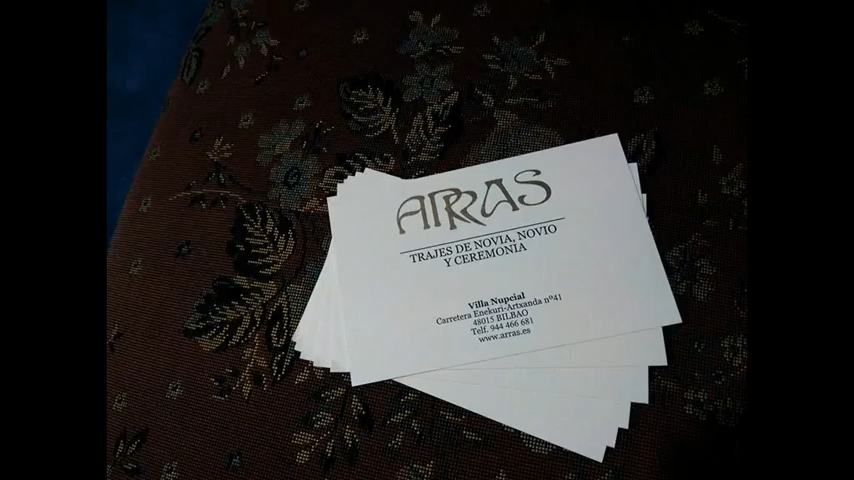 ARRAS
TRAJES DE NOVIA, NOVIO
Y CEREMONIA
Villa Nupcial
Carretera Enekuri-Artxanda nº41
48015 BILBAO
Telf. 944 466 681
www.arras.es